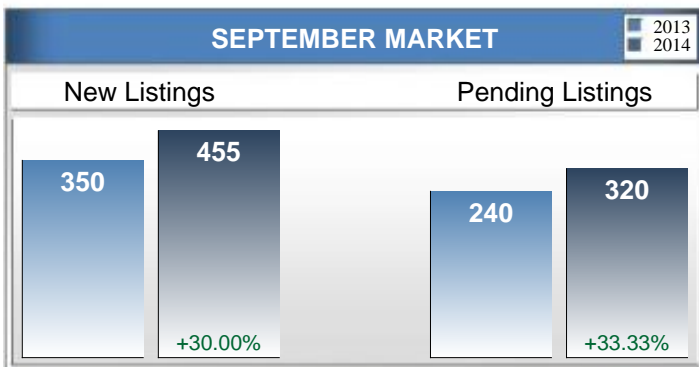 SEPTEMBER MARKET
2013
2014
New Listings
Pending Listings
350
455
240
320
+30.00%
+33.33%